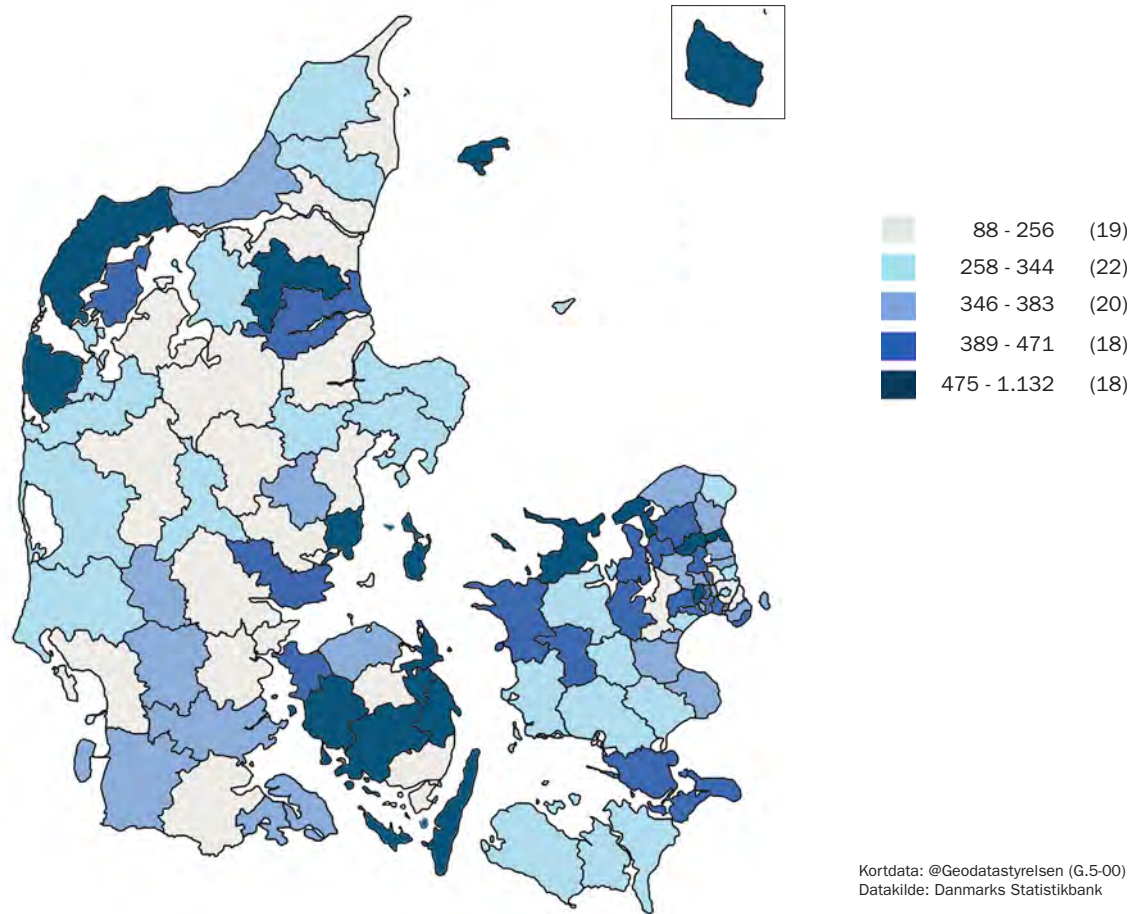 88 - 256 (19)
258 - 344 (22)
346 - 383 (20)
389 - 471 (18)
475 - 1.132 (18)
Kortdata: @Geodatastyrelsen (G.5-00)
Datakilde: Danmarks Statistikbank